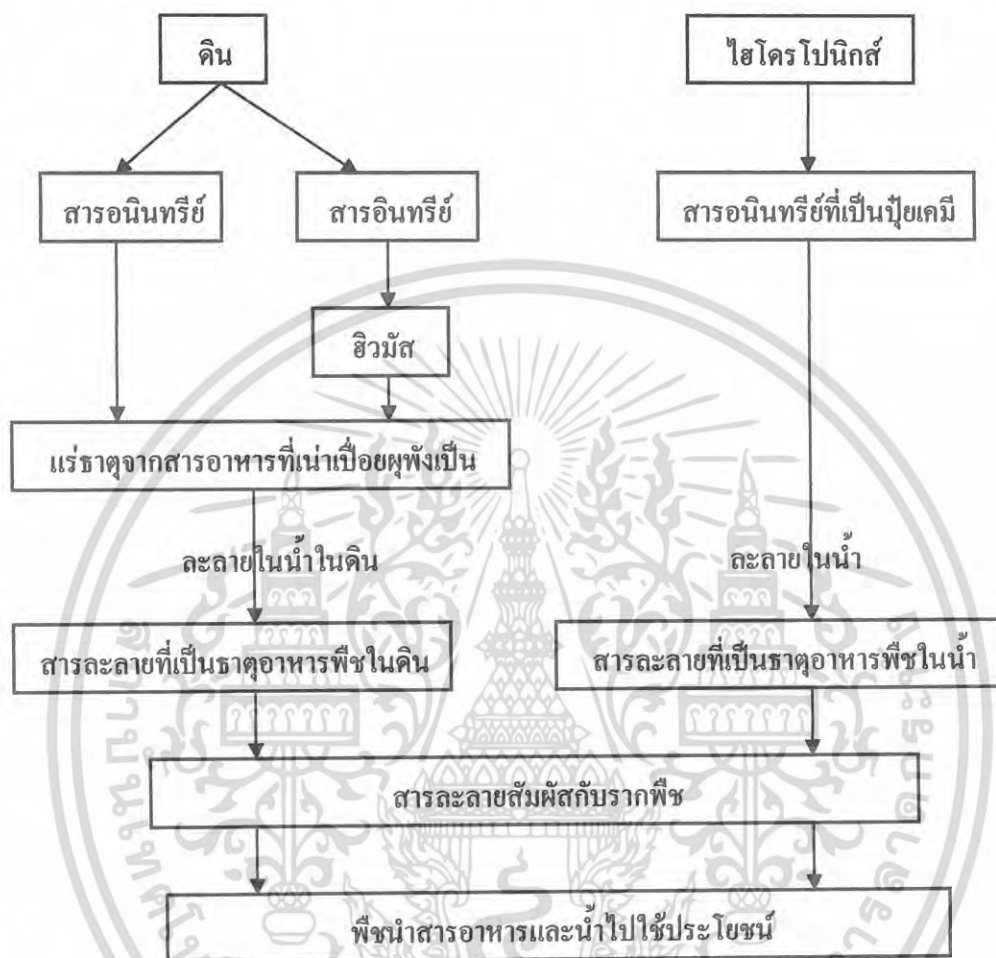 ดิน
ไฮโดรโปนิกส์
สารอนินทรีย์
สารอินทรีย์
สารอนินทรีย์ที่เป็นปุ๋ยเคมี
ฮิวมัส
แร่ธาตุจากสารอาหารที่เน่าเปื่อยผุพังเป็น
ละลายในน้ำในดิน
ละลายในน้ำ
สารละลายที่เป็นธาตุอาหารพืชในดิน
สารละลายที่เป็นธาตุอาหารพืชในน้ำ
สารละลายสัมผัสกับรากพืช
พืชนำสารอาหารและน้ำไปใช้ประโยชน์